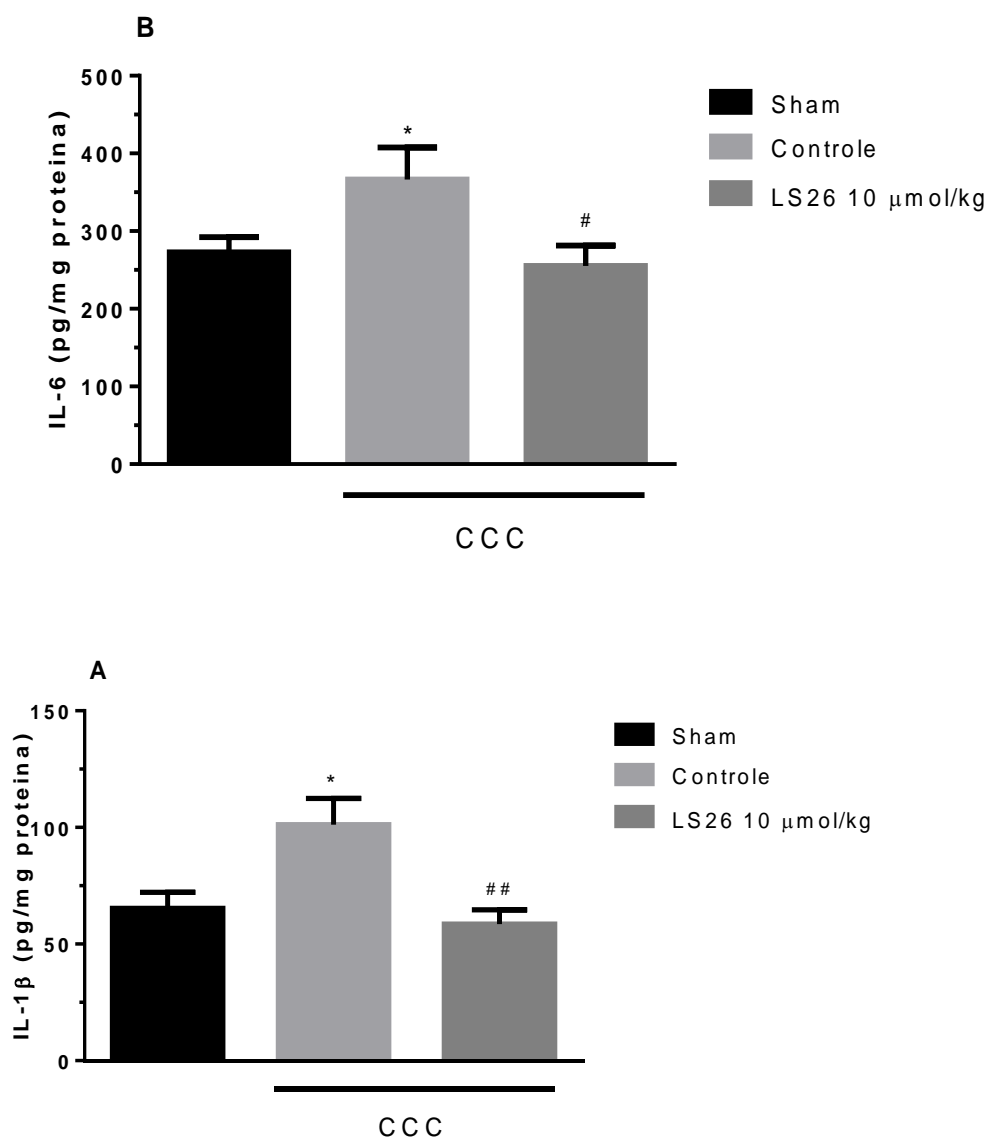 B
500
400
300
200
100
0
IL-6 (pg/mg proteina)
*
#
Sham
Controle
LS26 10 μmol/kg
CCC
A
150
100
50
0
IL-1β (pg/mg proteina)
*
##
Sham
Controle
LS26 10 μmol/kg
CCC